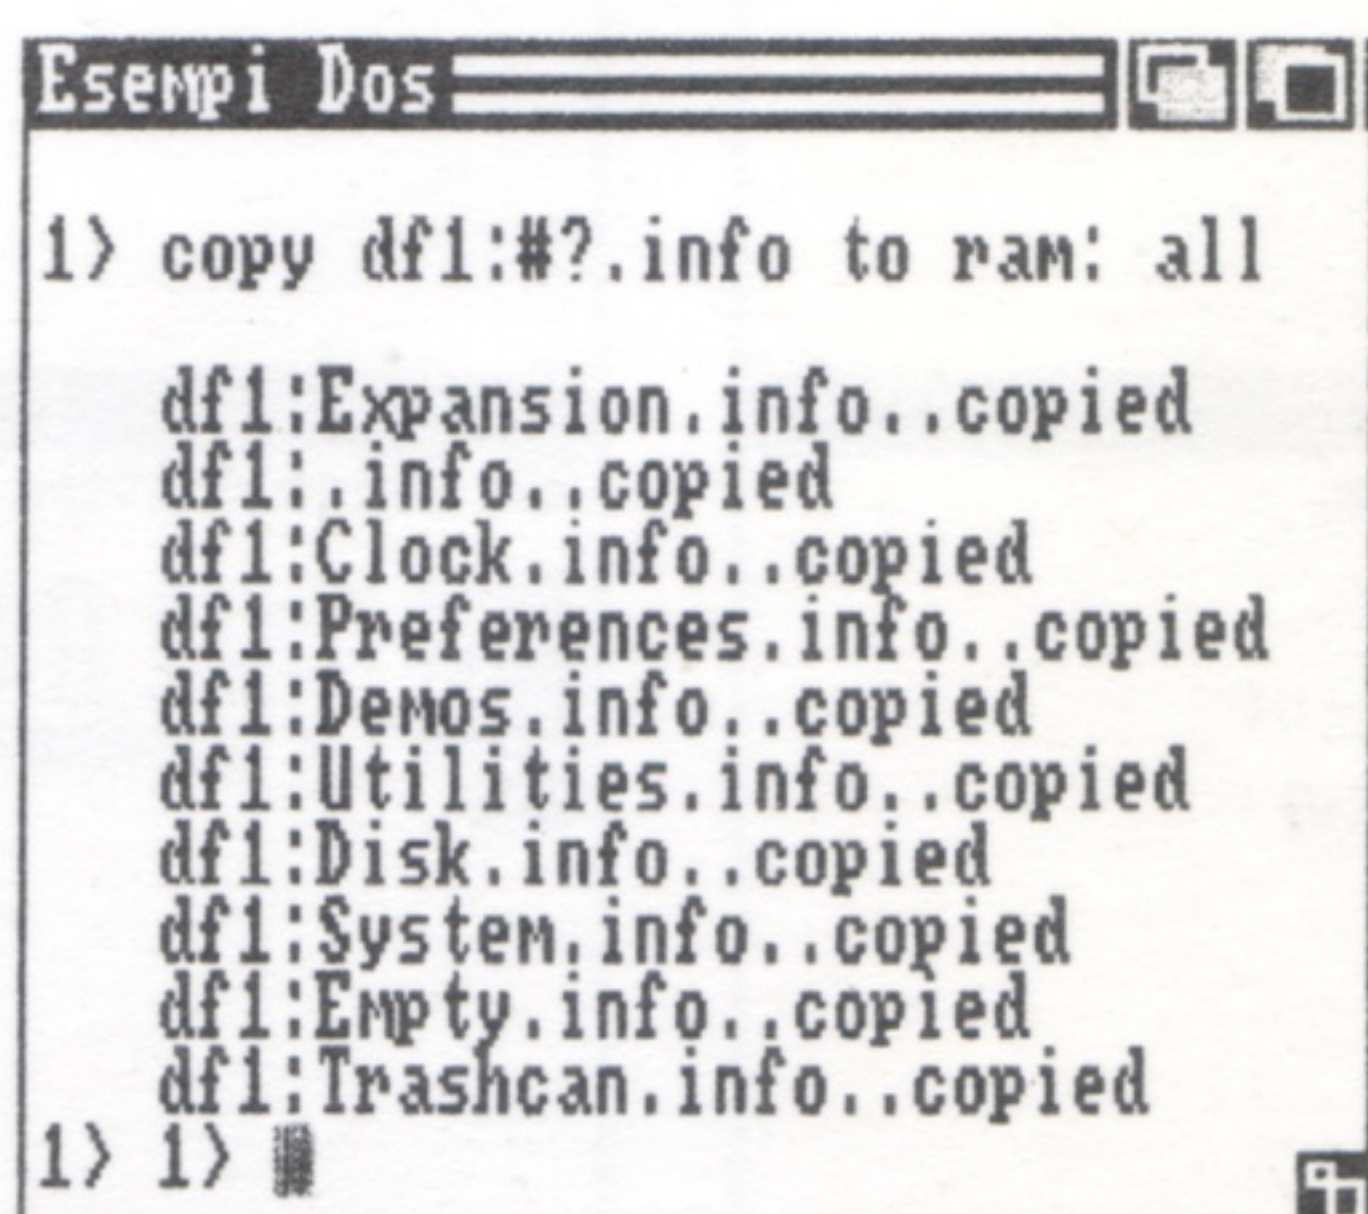 Esempi Dos
1> copy df1:#?.info to ram: all
df1:Expansion.info..copied
df1:.info..copied
df1:Clock.info..copied
df1:Preferences.info..copied
df1:Demos.info..copied
df1:Utilities.info..copied
df1:Disk.info..copied
df1:System.info..copied
df1:Empty.info..copied
df1:Trashcan.info..copied
1> 1>